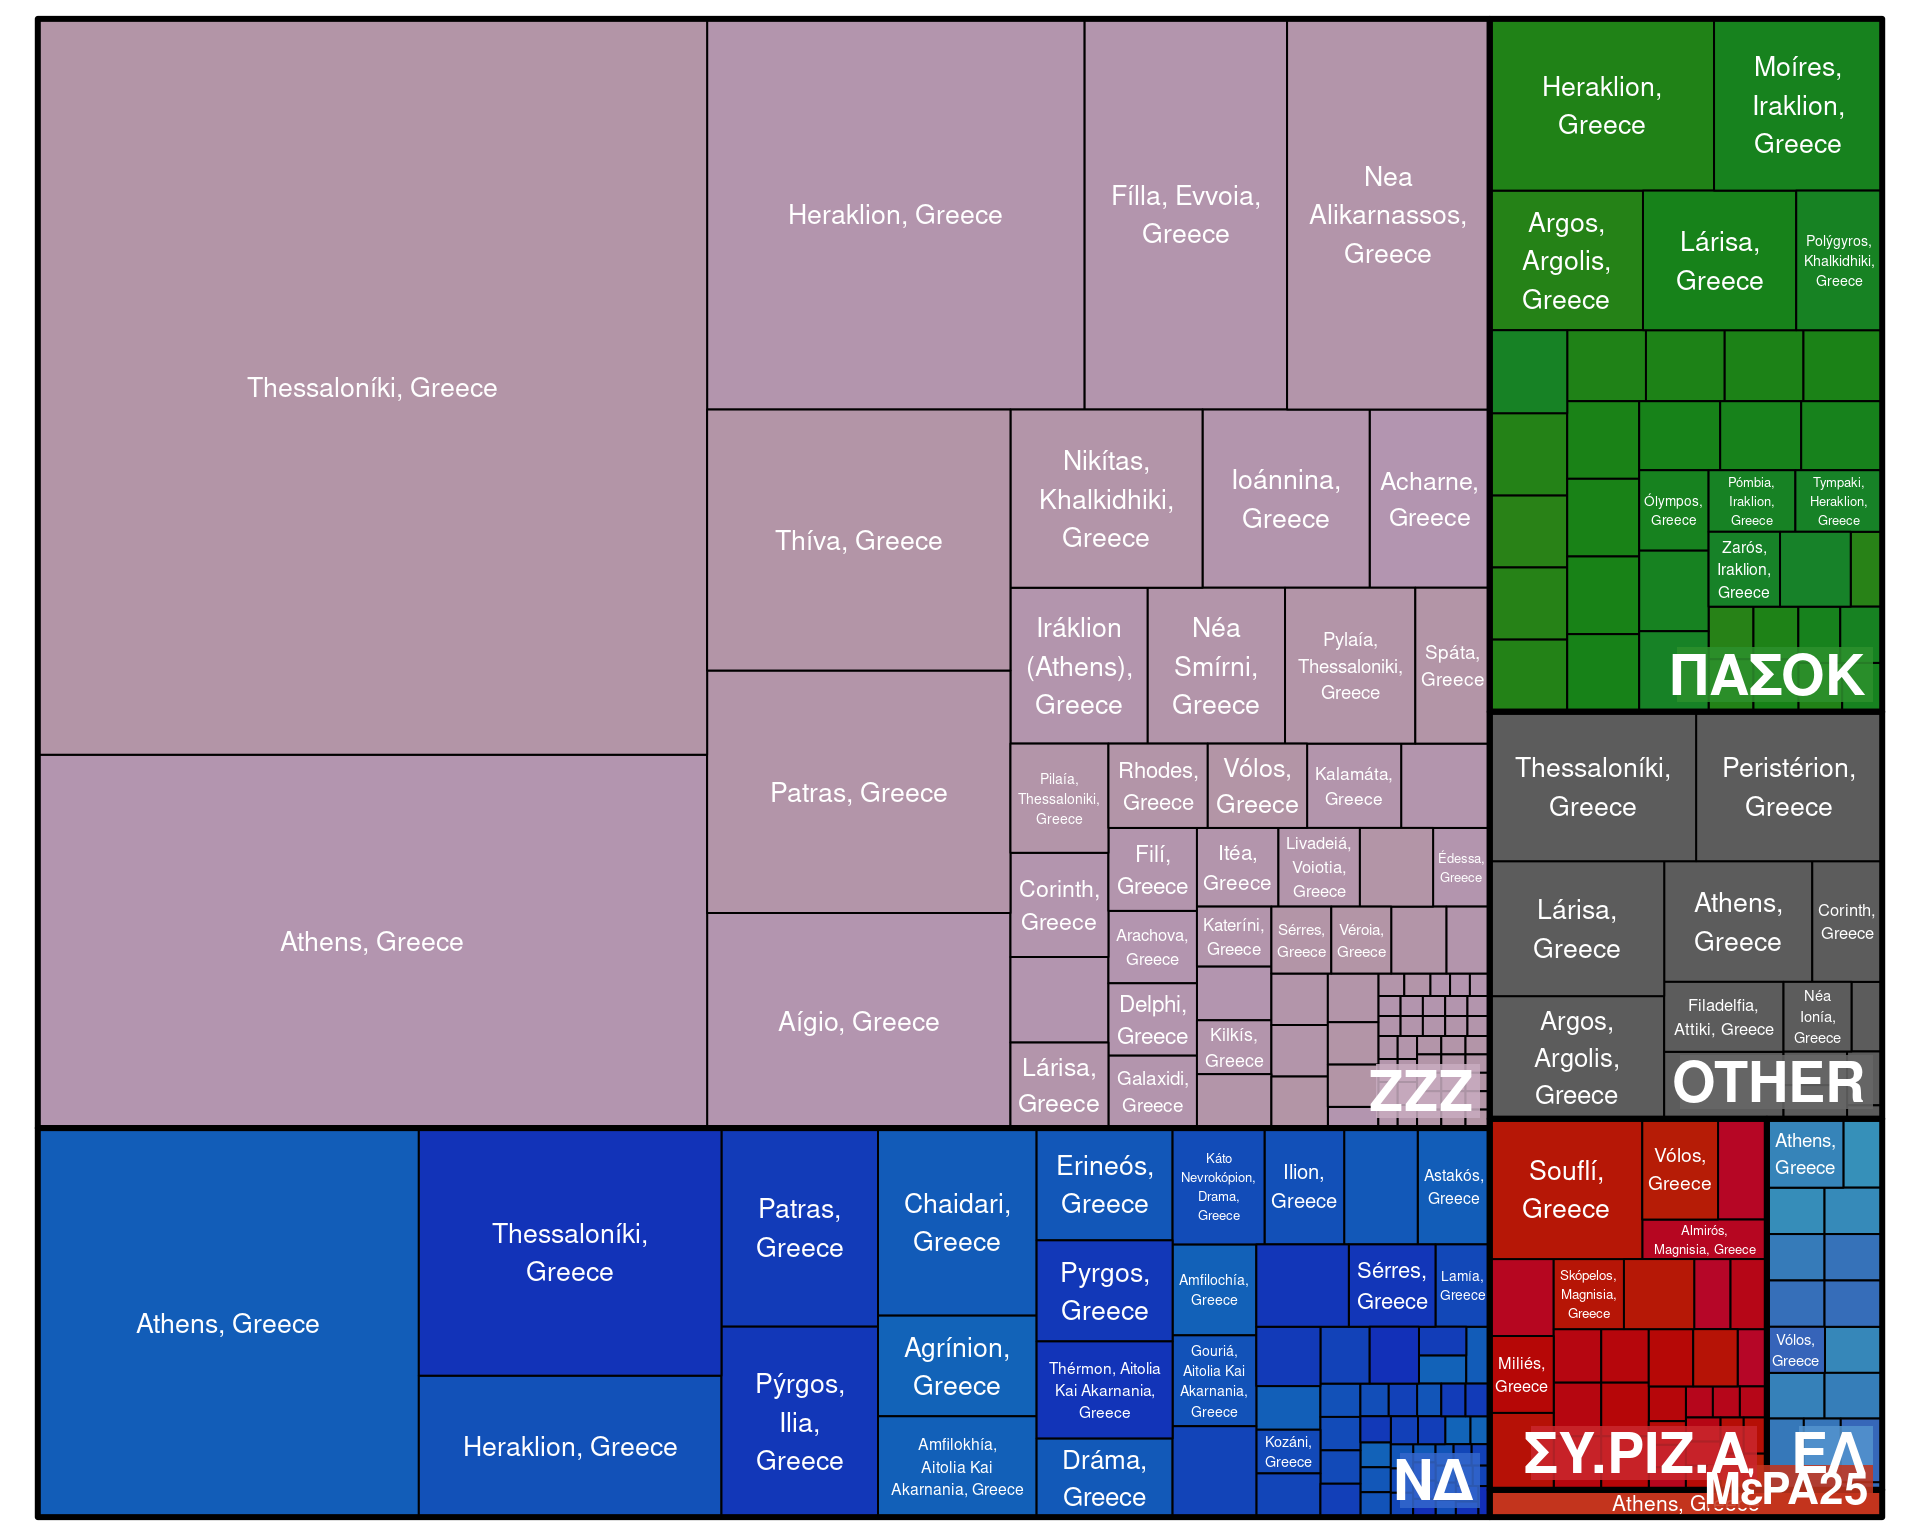 Thessaloníki, Greece
Athens, Greece
Heraklion, Greece
Fílla, Evvoia,
Greece
Nea
Alikarnassos,
Greece
Thíva, Greece
Patras, Greece
Aígio, Greece
Nikítas,
Khalkidhiki,
Greece
Ioánnina,
Greece
Acharne,
Greece
Iráklion
(Athens),
Greece
Néa
Smírni,
Greece
Pylaía,
Thessaloniki,
Greece
Spáta,
Greece
Pilaía,
Thessaloniki,
Greece
Rhodes,
Greece
Vólos,
Greece
Kalamáta,
Greece
Corinth,
Greece
Filí,
Greece
Itéa,
Greece
Livadeiá,
Voiotia,
Greece
Édessa,
Greece
Arachova,
Greece
Kateríni,
Greece
Sérres,
Greece
Véroia,
Greece
Delphi,
Greece
Kilkís,
Greece
Lárisa,
Greece
Galaxidi,
Greece
ZZZ
Heraklion,
Greece
Moíres,
Iraklion,
Greece
Argos,
Argolis,
Greece
Lárisa,
Greece
Polýgyros,
Khalkidhiki,
Greece
Ólympos,
Greece
Pómbia,
Iraklion,
Greece
Tympaki,
Heraklion,
Greece
Zarós,
Iraklion,
Greece
ΠΑΣΟΚ
Thessaloníki,
Greece
Peristérion,
Greece
Lárisa,
Greece
Athens,
Greece
Corinth,
Greece
Argos,
Argolis,
Greece
Filadelfia,
Attiki, Greece
Néa
Ionía,
Greece
OTHER
Athens, Greece
Thessaloníki,
Greece
Heraklion, Greece
Patras,
Greece
Pýrgos,
Ilia,
Greece
Chaidari,
Greece
Agrínion,
Greece
Amfilokhía,
Aitolia Kai
Akarnania, Greece
Erineós,
Greece
Pyrgos,
Greece
Thérmon, Aitolia
Kai Akarnania,
Greece
Dráma,
Greece
Káto
Nevrokópion,
Drama,
Greece
Ilion,
Greece
Astakós,
Greece
Amfilochía,
Greece
Sérres,
Greece
Lamía,
Greece
Gouriá,
Aitolia Kai
Akarnania,
Greece
Kozáni,
Greece
ΝΔ
Souflí,
Greece
Vólos,
Greece
Almirós,
Magnisia, Greece
Skópelos,
Magnisia,
Greece
Miliés,
Greece
ΣΥ.ΡΙΖ.Α.
Athens,
Greece
Vólos,
Greece
ΕΛ
Athens, Greece
ΜέΡΑ25